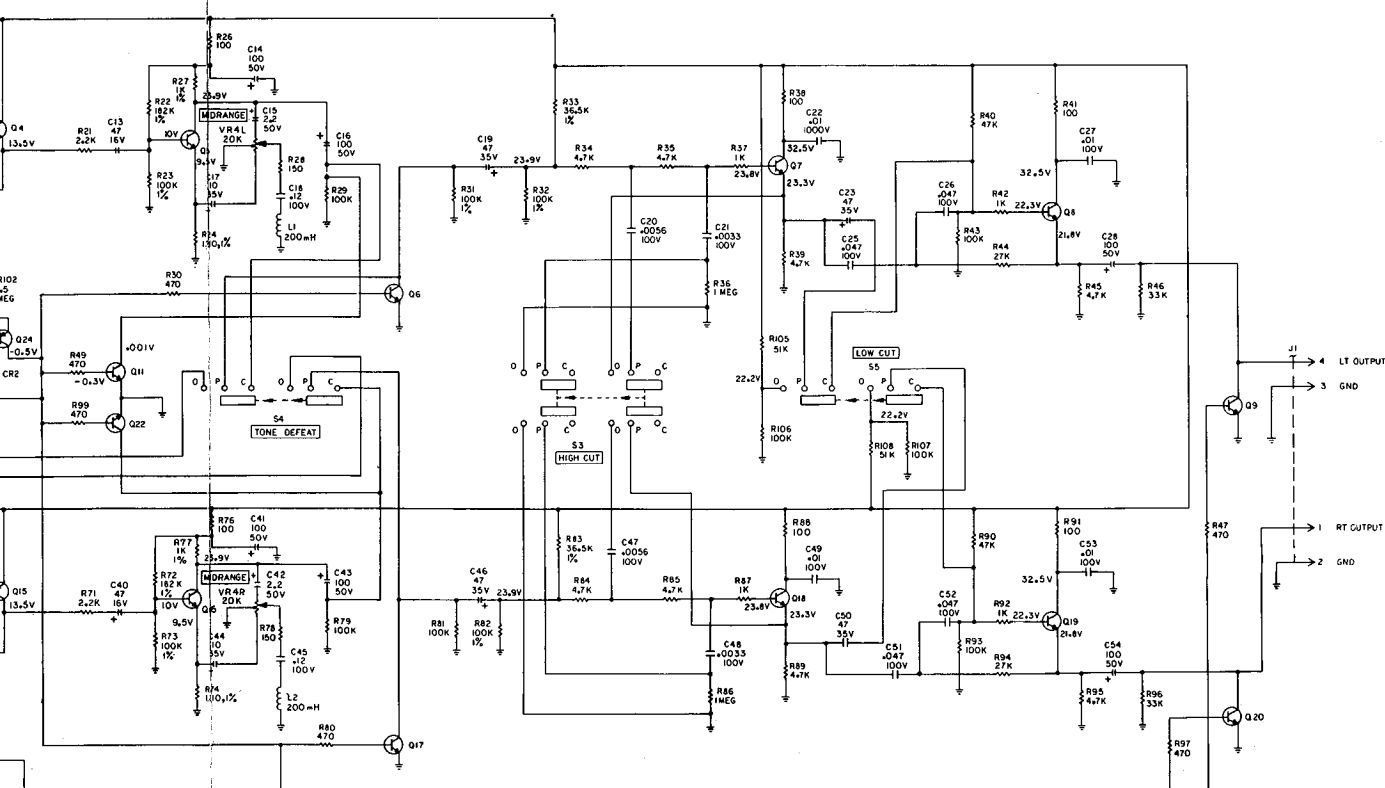 R26
100
C14
100
50V
+
R27
1K
1%
23.9V
R22
182K
1%
MIDRANGE
+
C15
2.2
50V
VR4L
20K
Q4
13.5V
R21
2.2K
C13
47
16V
10V
9.5V
R23
100K
1%
C17
10
35V
R28
150
C18
.12
100V
L1
200mH
+
C16
100
50V
R29
100K
R24
110,1%
R30
470
Q6
R102
MEG
Q24
-0.5V
CR2
R49
470
-0.3V
.001V
Q11
R99
470
Q22
O
P
C
O
P
C
S4
TONE DEFEAT
C19
47
35V
+
23.9V
R31
100K
1%
R32
100K
1%
R33
36.5K
1%
R34
4.7K
R35
4.7K
R37
1K
23.8V
C20
.0056
100V
C21
.0033
100V
R36
1 MEG
R38
100
C22
.01
1000V
32.5V
Q7
23.3V
C23
47
35V
+
C25
.047
100V
R39
4.7K
R40
47K
R41
100
C27
.01
100V
32.5V
C26
.047
100V
R42
1K
22.3V
Q8
R43
100K
R44
27K
21.8V
C28
100
50V
+
R45
4.7K
R46
33K
R105
51K
22.2V
O
P
C
O
P
C
LOW CUT
S5
22.2V
R106
100K
R108
51K
R107
100K
O
P
C
O
P
C
O
P
C
O
P
C
S3
HIGH CUT
J1
4
LT OUTPUT
3
GND
Q9
1
RT OUTPUT
2
GND
R47
470
R76
100
C41
100
50V
+
R77
1K
1%
23.9V
R72
182K
1%
10V
MIDRANGE
+
C42
2.2
50V
VR4R
20K
Q15
13.5V
R71
2.2K
C40
47
16V
+
9.5V
R73
100K
1%
C44
10
35V
+
R78
150
C45
.12
100V
L2
200mH
+
C43
100
50V
R79
100K
R74
110,1%
R80
470
Q17
C46
47
35V
+
23.9V
R81
100K
R82
100K
1%
R83
36.5K
1%
C47
.0056
100V
R84
4.7K
R85
4.7K
R87
1K
23.8V
C48
.0033
100V
R86
1MEG
R88
100
C49
.01
100V
Q18
23.3V
C50
47
35V
R89
4.7K
C51
.047
100V
R90
47K
R91
100
C53
.01
100V
32.5V
C52
.047
100V
R92
1K
22.3V
Q19
R93
100K
R94
27K
21.8V
C54
100
50V
+
R95
4.7K
R96
33K
Q20
R97
470